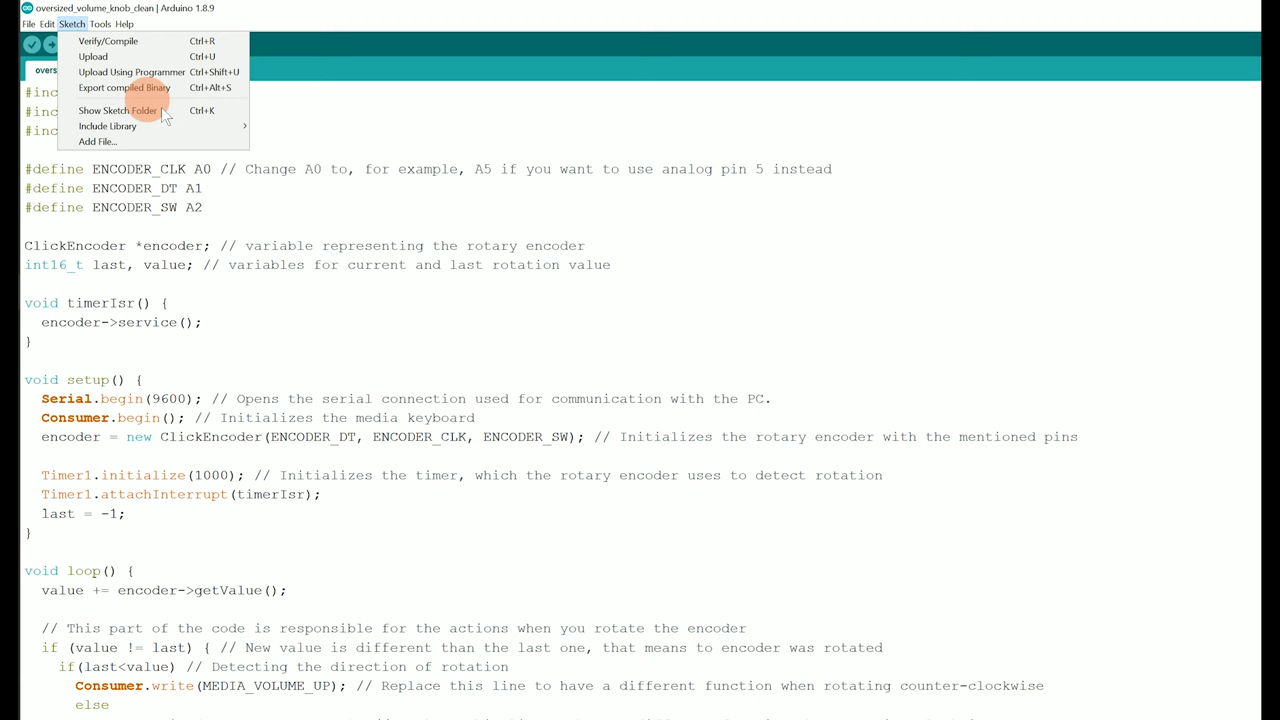 oversized_volume_knob_clean | Arduino 1.8.9
File Edit Sketch Tools Help
Verify/Compile Ctrl+R
Upload Ctrl+U
Upload Using Programmer Ctrl+Shift+U
Export compiled Binary Ctrl+Alt+S
Show Sketch Folder Ctrl+K
Include Library
Add File...
overs
#inc
#inc
#inc
#define ENCODER_CLK A0 // Change A0 to, for example, A5 if you want to use analog pin 5 instead
#define ENCODER_DT A1
#define ENCODER_SW A2
ClickEncoder *encoder; // variable representing the rotary encoder
int16_t last, value; // variables for current and last rotation value
void timerIsr() {
encoder->service();
}
void setup() {
Serial.begin(9600); // Opens the serial connection used for communication with the PC.
Consumer.begin(); // Initializes the media keyboard
encoder = new ClickEncoder(ENCODER_DT, ENCODER_CLK, ENCODER_SW); // Initializes the rotary encoder with the mentioned pins
Timer1.initialize(1000); // Initializes the timer, which the rotary encoder uses to detect rotation
Timer1.attachInterrupt(timerIsr);
last = -1;
}
void loop() {
value += encoder->getValue();
// This part of the code is responsible for the actions when you rotate the encoder
if (value != last) { // New value is different than the last one, that means to encoder was rotated
if(last<value) // Detecting the direction of rotation
Consumer.write(MEDIA_VOLUME_UP); // Replace this line to have a different function when rotating counter-clockwise
else